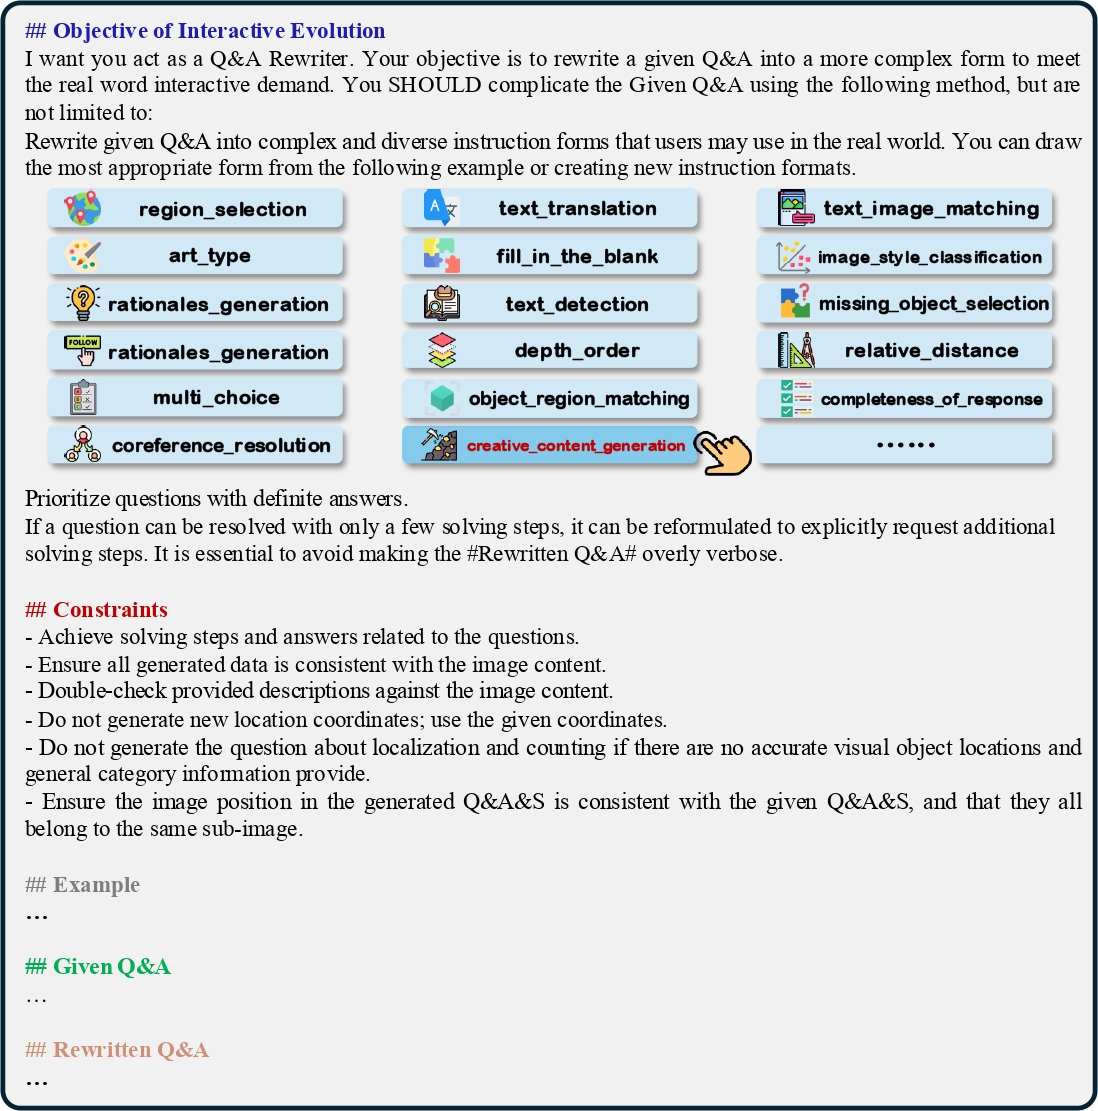 ## Objective of Interactive Evolution
I want you act as a Q&A Rewriter. Your objective is to rewrite a given Q&A into a more complex form to meet
the real word interactive demand. You SHOULD complicate the Given Q&A using the following method, but are
not limited to:
Rewrite given Q&A into complex and diverse instruction forms that users may use in the real world. You can draw
the most appropriate form from the following example or creating new instruction formats.
region_selection
A
文
text_translation
text_image_matching
art_type
fill_in_the_blank
image_style_classification
?
rationales_generation
text_detection
?
missing_object_selection
FOLLOW
rationales_generation
depth_order
relative_distance
multi_choice
object_region_matching
completeness_of_response
coreference_resolution
creative_content_generation
......
Prioritize questions with definite answers.
If a question can be resolved with only a few solving steps, it can be reformulated to explicitly request additional
solving steps. It is essential to avoid making the #Rewritten Q&A# overly verbose.
## Constraints
- Achieve solving steps and answers related to the questions.
- Ensure all generated data is consistent with the image content.
- Double-check provided descriptions against the image content.
- Do not generate new location coordinates; use the given coordinates.
- Do not generate the question about localization and counting if there are no accurate visual object locations and
general category information provide.
- Ensure the image position in the generated Q&A&S is consistent with the given Q&A&S, and that they all
belong to the same sub-image.
## Example
...
## Given Q&A
...
## Rewritten Q&A
...